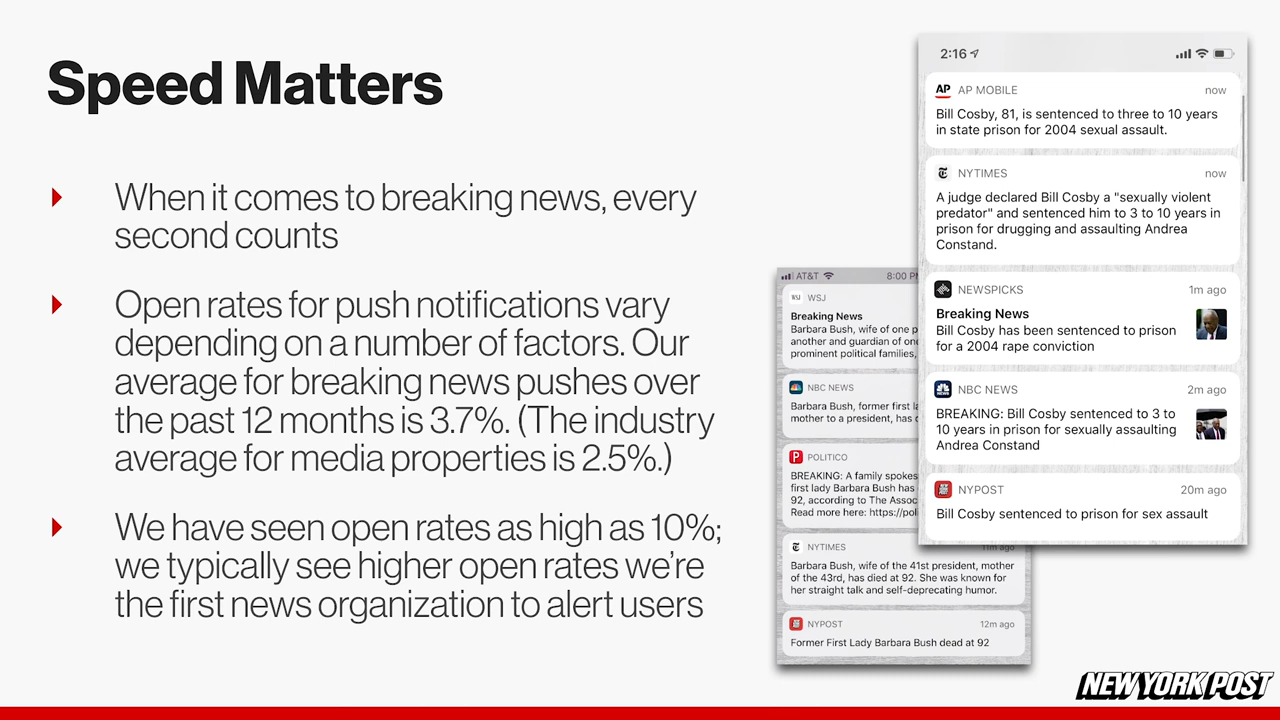 Speed Matters
When it comes to breaking news, every
second counts
Open rates for push notifications vary
depending on a number of factors. Our
average for breaking news pushes over
the past 12 months is 3.7%. (The industry
average for media properties is 2.5%.)
We have seen open rates as high as 10%;
we typically see higher open rates we're
the first news organization to alert users
AT&T 8:00 PM
WSJ
Breaking News
Barbara Bush, wife of one p
another and guardian of one
prominent political families,
NBC NEWS
Barbara Bush, former first la
mother to a president, has d
POLITICO
BREAKING: A family spokes
first lady Barbara Bush has
92, according to The Assoc
Read more here: https://poli
NYTIMES 11m ago
Barbara Bush, wife of the 41st president, mother
of the 43rd, has died at 92. She was known for
her straight talk and self-deprecating humor.
NYPOST 12m ago
Former First Lady Barbara Bush dead at 92
2:16
AP AP MOBILE now
Bill Cosby, 81, is sentenced to three to 10 years
in state prison for 2004 sexual assault.
NYTIMES now
A judge declared Bill Cosby a "sexually violent
predator" and sentenced him to 3 to 10 years in
prison for drugging and assaulting Andrea
Constand.
NEWSPICKS 1m ago
Breaking News
Bill Cosby has been sentenced to prison
for a 2004 rape conviction
NBC NEWS 2m ago
BREAKING: Bill Cosby sentenced to 3 to
10 years in prison for sexually assaulting
Andrea Constand
NYPOST 20m ago
Bill Cosby sentenced to prison for sex assault
NEW YORK POST